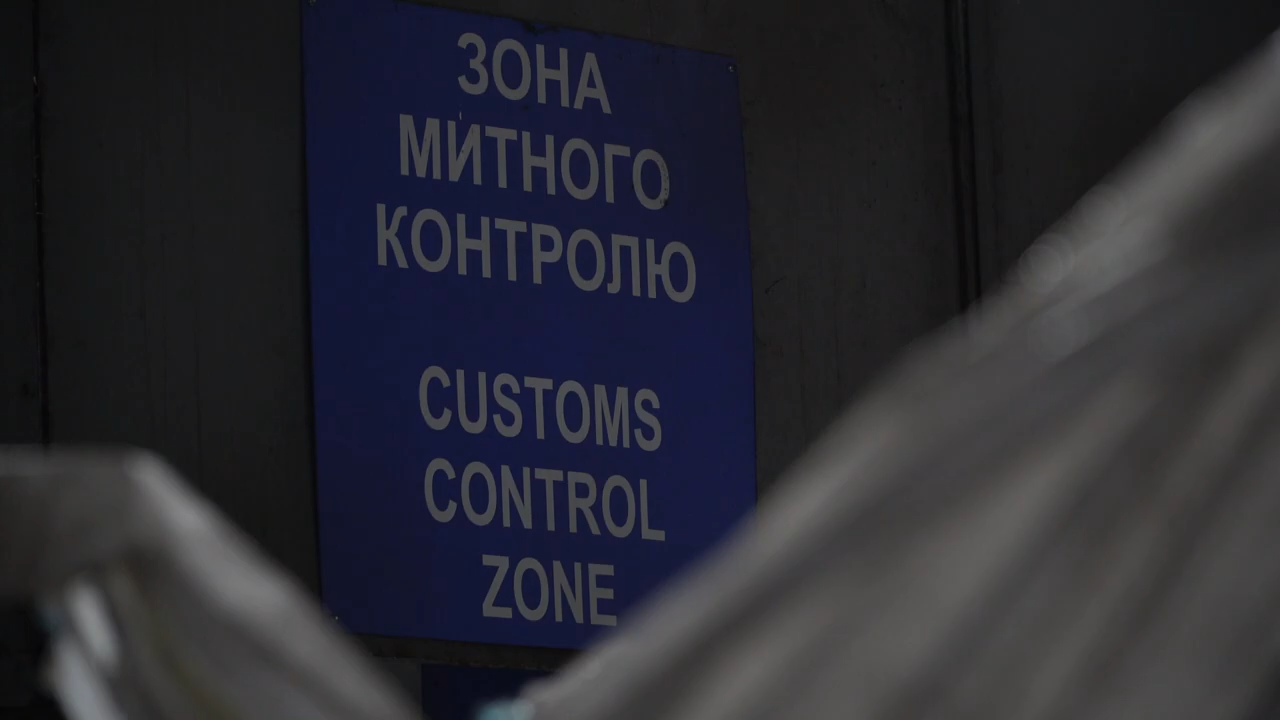 ЗОНА
МИТНОГО
КОНТРОЛЮ
CUSTOMS
CONTROL
ZONE